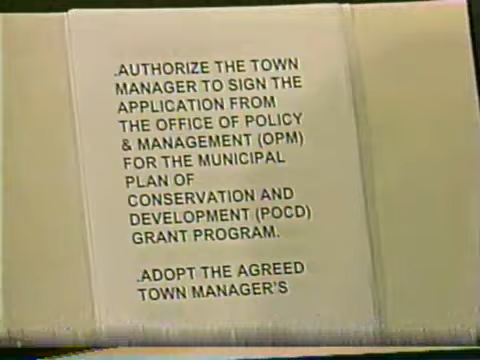 .AUTHORIZE THE TOWN
MANAGER TO SIGN THE
APPLICATION FROM
THE OFFICE OF POLICY
& MANAGEMENT (OPM)
FOR THE MUNICIPAL
PLAN OF
CONSERVATION AND
DEVELOPMENT (POCD)
GRANT PROGRAM.
.ADOPT THE AGREED
TOWN MANAGER'S